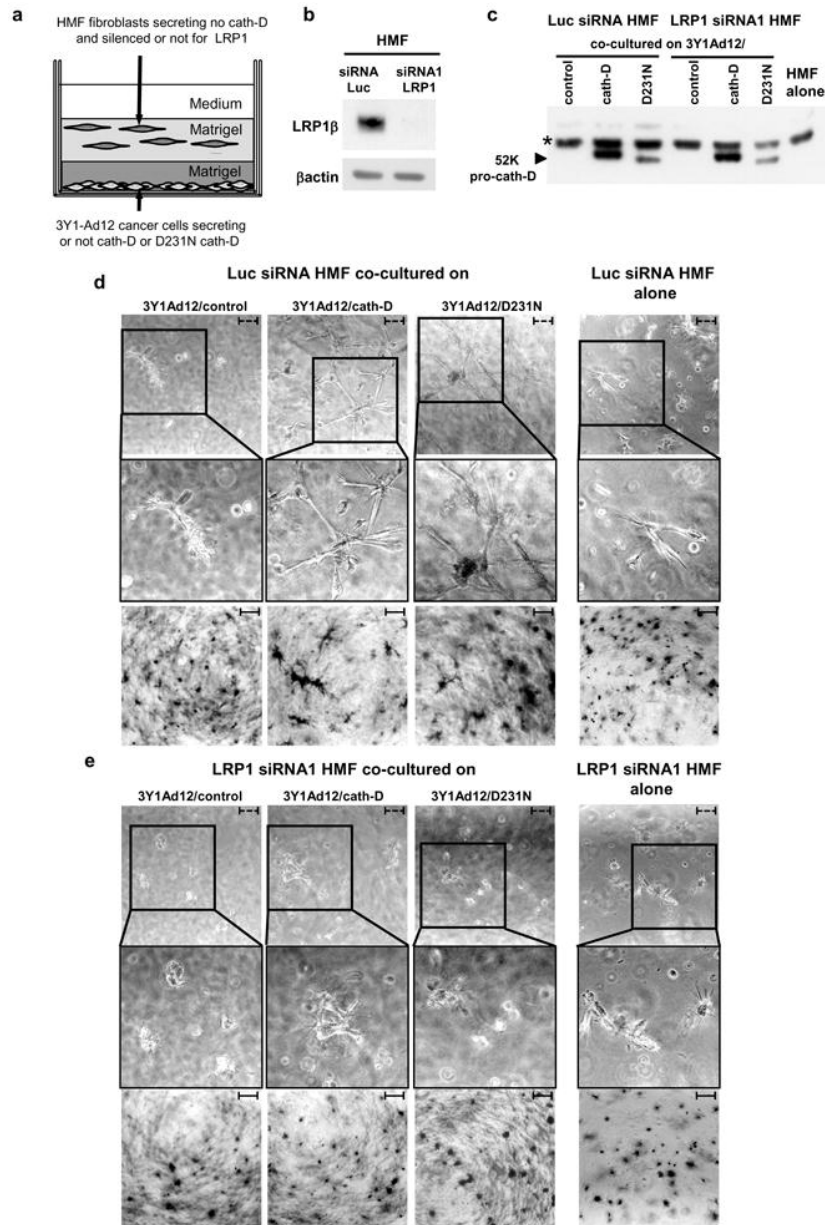 a
HMF fibroblasts secreting no cath-D
and silenced or not for LRP1
Medium
Matrigel
Matrigel
3Y1-Ad12 cancer cells secreting
or not cath-D or D231N cath-D
b
HMF
siRNA siRNA1
Luc LRP1
LRP1β
βactin
c
Luc siRNA HMF LRP1 siRNA1 HMF
co-cultured on 3Y1Ad12/
control
cath-D
D231N
control
cath-D
D231N
HMF
alone
*
52K
pro-cath-D
d
Luc siRNA HMF co-cultured on
3Y1Ad12/control 3Y1Ad12/cath-D 3Y1Ad12/D231N
Luc siRNA HMF
alone
e
LRP1 siRNA1 HMF co-cultured on
3Y1Ad12/control 3Y1Ad12/cath-D 3Y1Ad12/D231N
LRP1 siRNA1 HMF
alone